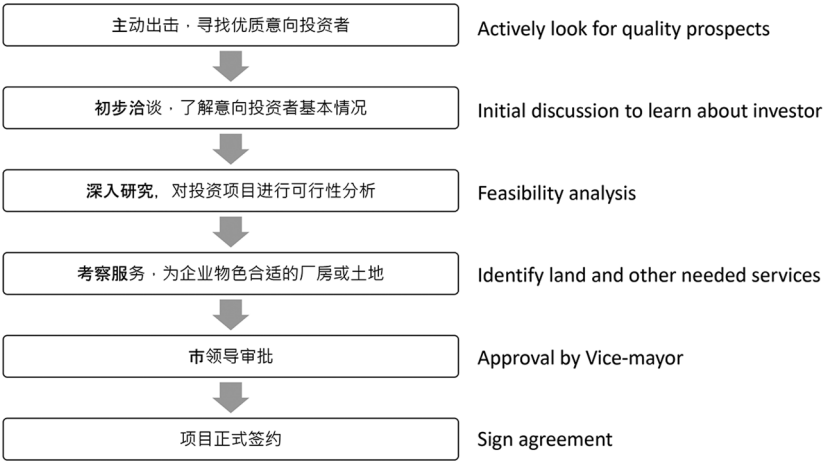 主动出击，寻找优质意向投资者
Actively look for quality prospects
初步洽谈，了解意向投资者基本情况
Initial discussion to learn about investor
深入研究，对投资项目进行可行性分析
Feasibility analysis
考察服务，为企业物色合适的厂房或土地
Identify land and other needed services
市领导审批
Approval by Vice-mayor
项目正式签约
Sign agreement